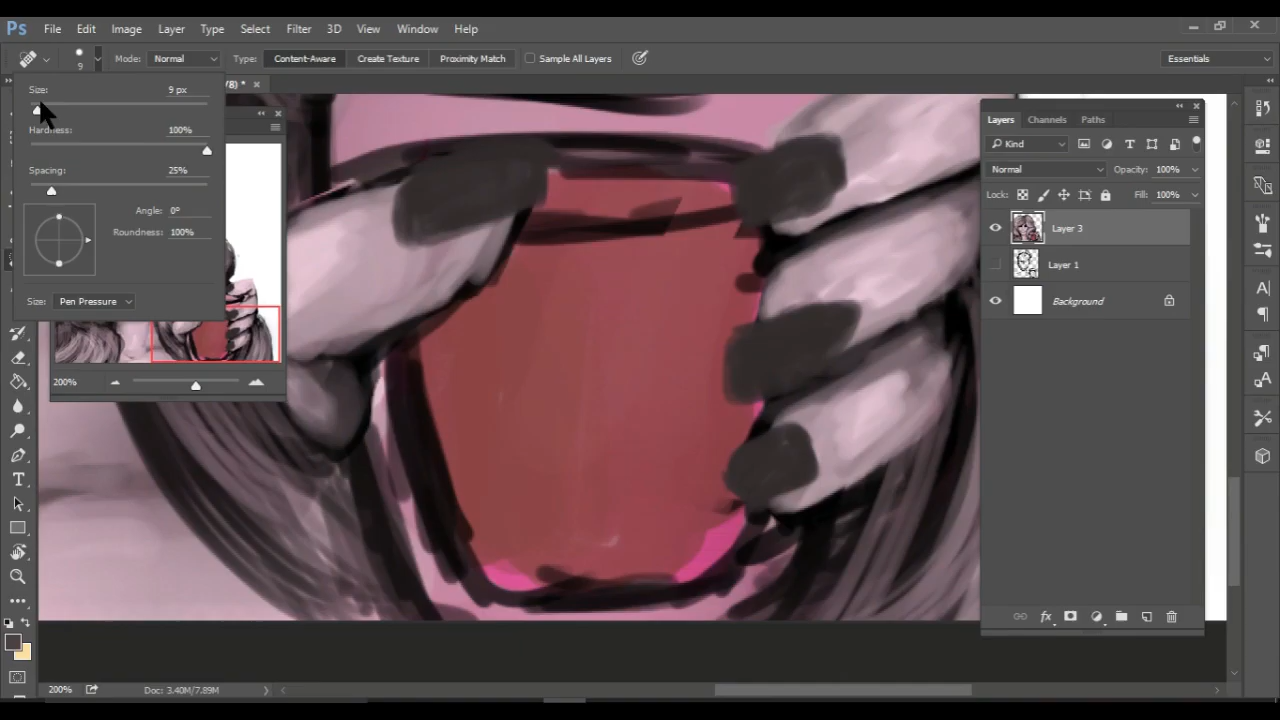 Ps File Edit Image Layer Type Select Filter 3D View Window Help
9 Mode: Normal Type: Content-Aware Create Texture Proximity Match Sample All Layers Essentials
/8) *
Size: 9 px
Hardness: 100%
Spacing: 25%
Angle: 0º
Roundness: 100%
Size: Pen Pressure
200%
Layers Channels Paths
Kind
Normal Opacity: 100%
Lock: Fill: 100%
Layer 3
Layer 1
Background
fx
200% Doc: 3.40M/7.89M